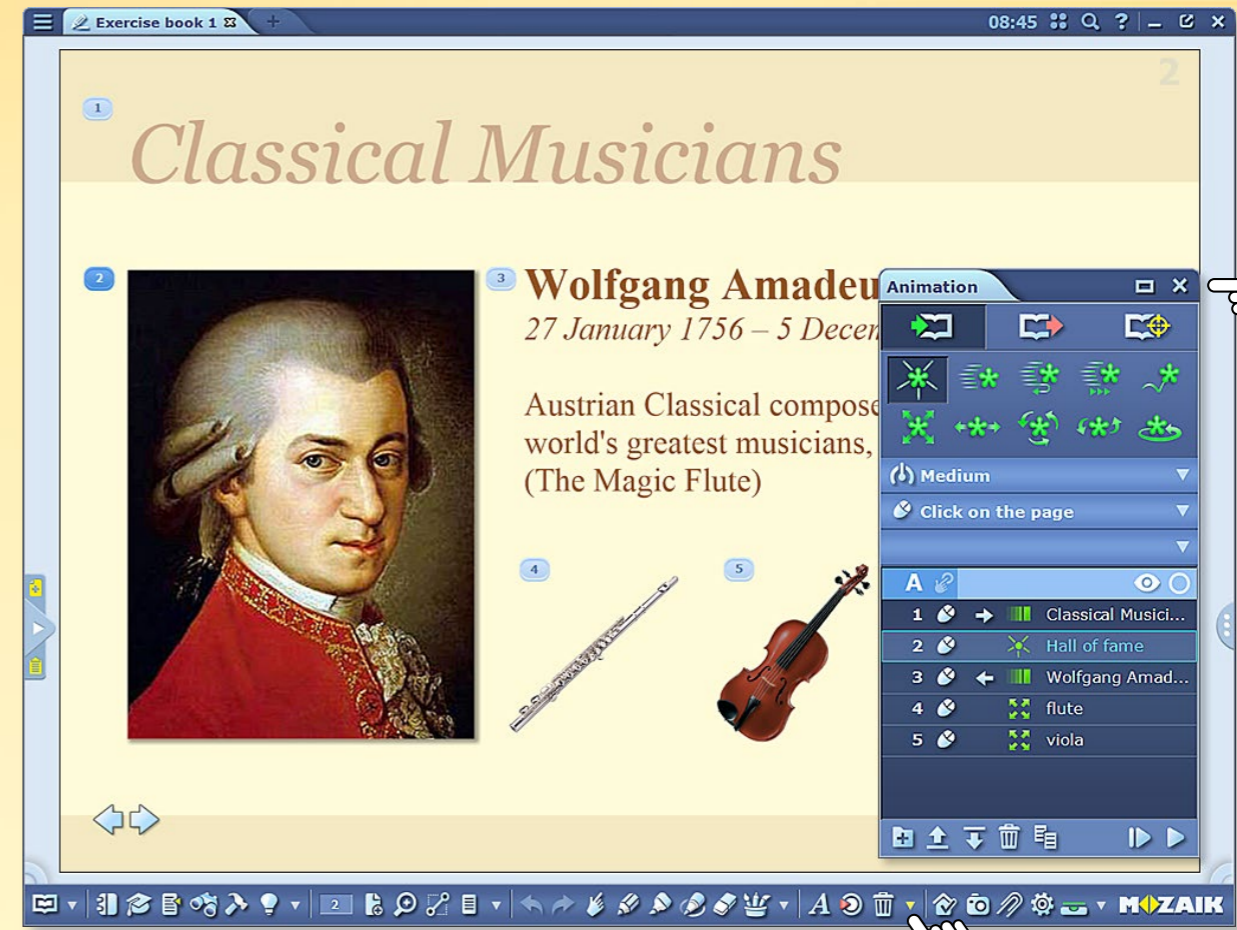 Exercise book 1
08:45
2
1
Classical Musicians
2
3
Wolfgang Amadeu
27 January 1756 – 5 Decem
Austrian Classical compose
world's greatest musicians,
(The Magic Flute)
4
5
Animation
Medium
Click on the page
A
1 Classical Musici...
2 Hall of fame
3 Wolfgang Amad...
4 flute
5 viola
2
A
MOZAIK